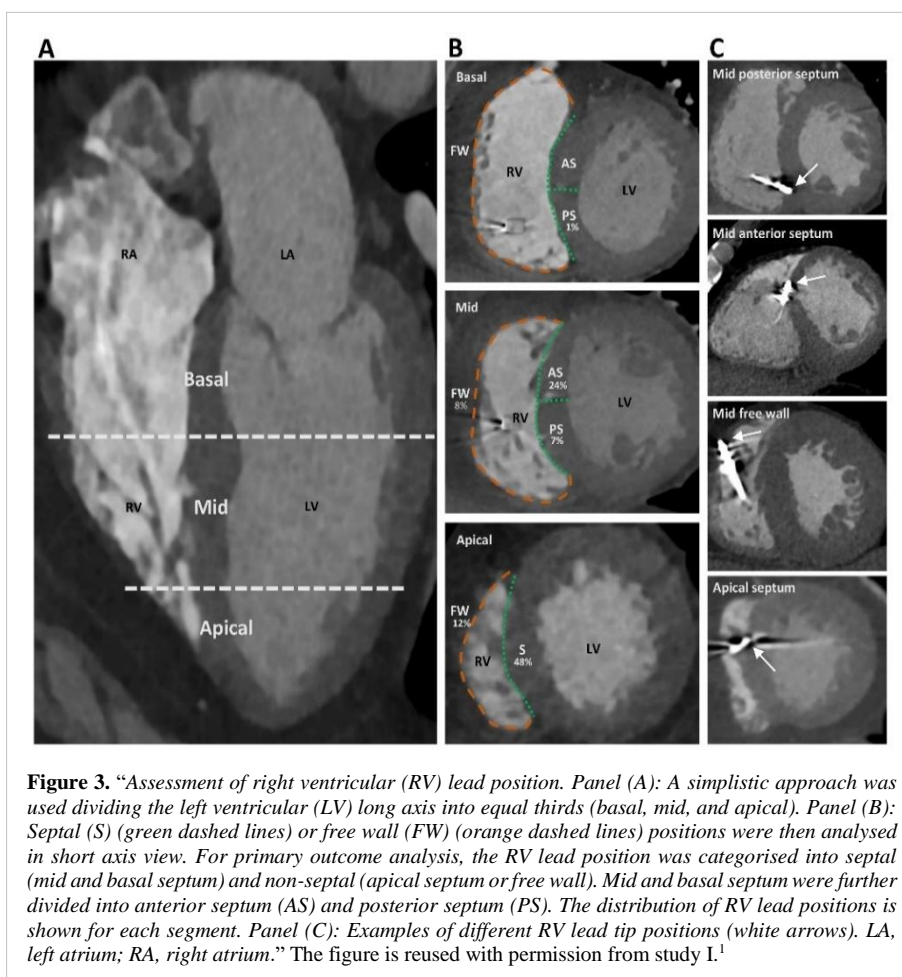 A
B
C
RA
LA
Basal
RV
Mid
LV
Apical
Basal
FW
RV
AS
LV
PS
1%
Mid
FW
8%
RV
AS
24%
LV
PS
7%
Apical
FW
12%
RV
S
48%
LV
Mid posterior septum
Mid anterior septum
Mid free wall
Apical septum
Figure 3. “Assessment of right ventricular (RV) lead position. Panel (A): A simplistic approach was
used dividing the left ventricular (LV) long axis into equal thirds (basal, mid, and apical). Panel (B):
Septal (S) (green dashed lines) or free wall (FW) (orange dashed lines) positions were then analysed
in short axis view. For primary outcome analysis, the RV lead position was categorised into septal
(mid and basal septum) and non-septal (apical septum or free wall). Mid and basal septum were further
divided into anterior septum (AS) and posterior septum (PS). The distribution of RV lead positions is
shown for each segment. Panel (C): Examples of different RV lead tip positions (white arrows). LA,
left atrium; RA, right atrium.” The figure is reused with permission from study I.¹